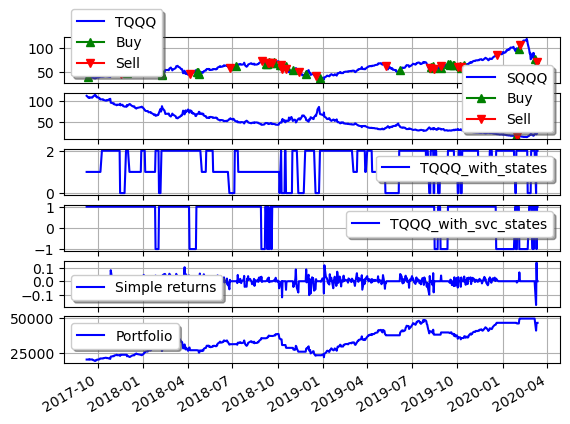 TQQQ
Buy
Sell
100
50
SQQQ
Buy
Sell
100
50
2
0
TQQQ_with_states
1
0
−1
TQQQ_with_svc_states
0.1
0.0
−0.1
Simple returns
50000
25000
Portfolio
2017-10
2018-01
2018-04
2018-07
2018-10
2019-01
2019-04
2019-07
2019-10
2020-01
2020-04